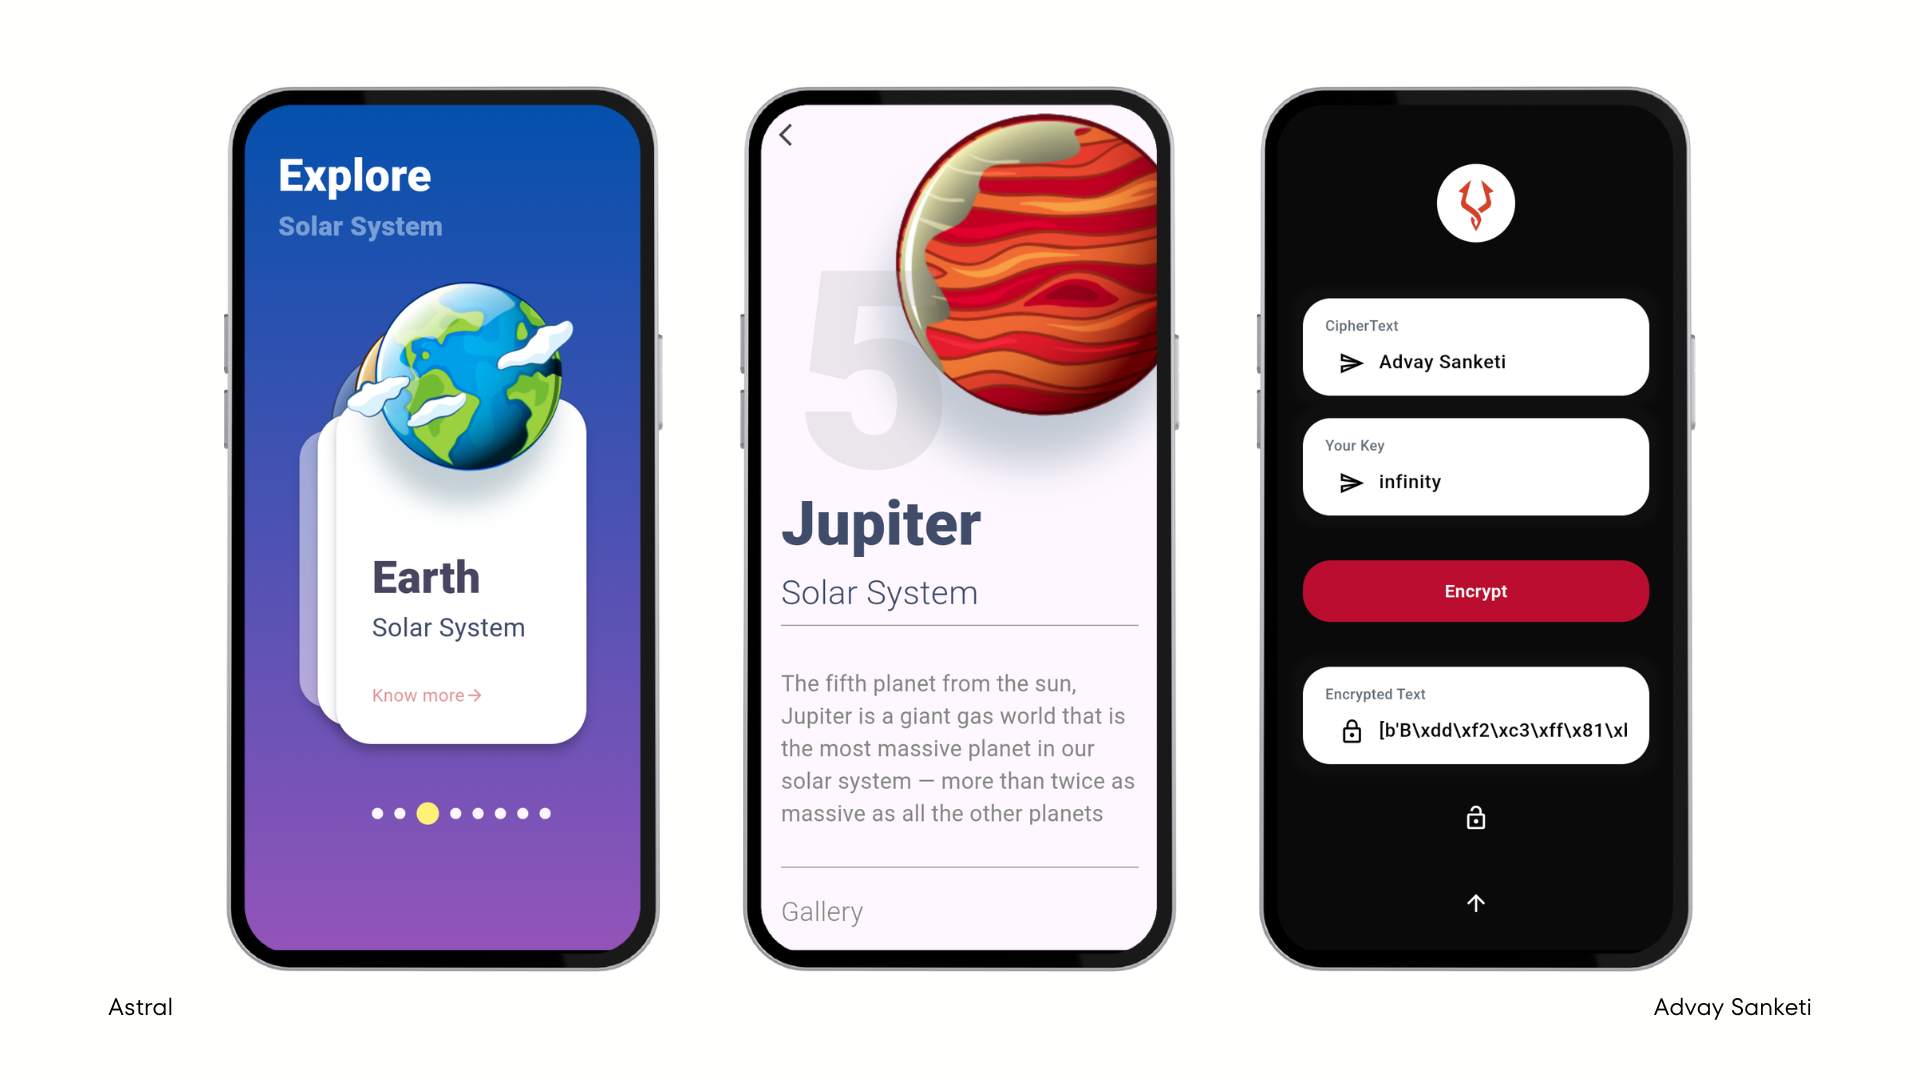 Explore
Solar System
Earth
Solar System
Know more→
5
Jupiter
Solar System
The fifth planet from the sun,
Jupiter is a giant gas world that is
the most massive planet in our
solar system — more than twice as
massive as all the other planets
Gallery
CipherText
Advay Sanketi
Your Key
infinity
Encrypt
Encrypted Text
[b'B\xdd\xf2\xc3\xff\x81\xl
Astral
Advay Sanketi